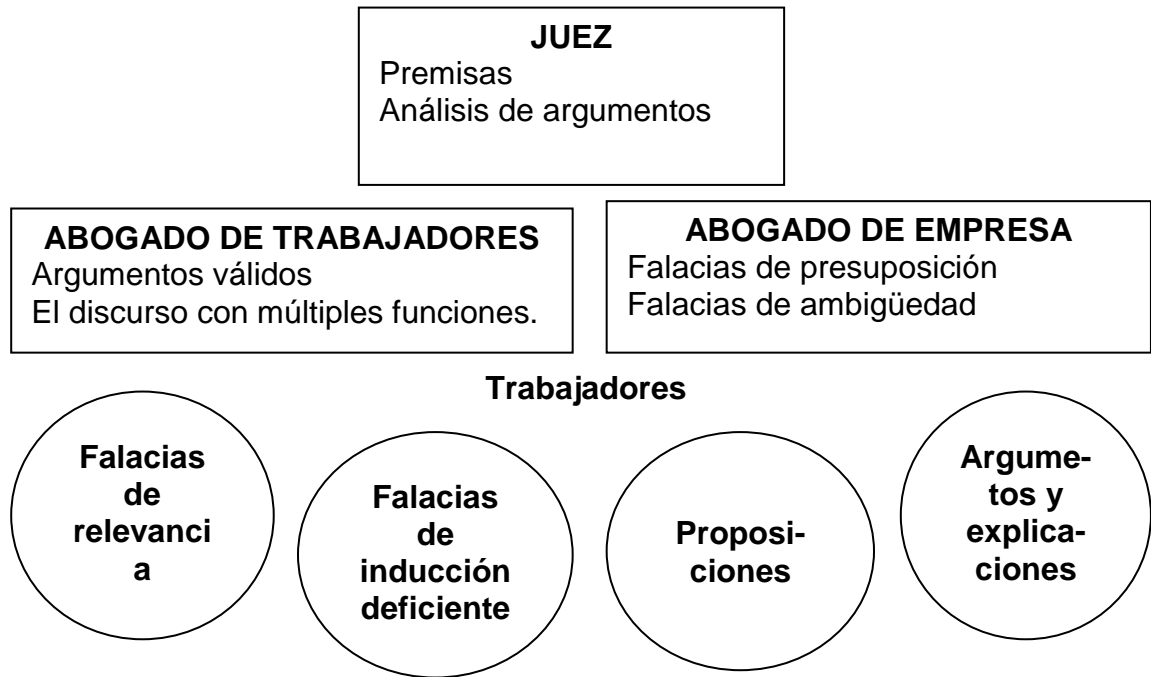 JUEZ
Premisas
Análisis de argumentos
ABOGADO DE TRABAJADORES
Argumentos válidos
El discurso con múltiples funciones.
ABOGADO DE EMPRESA
Falacias de presuposición
Falacias de ambigüedad
Trabajadores
Falacias
de
relevanci
a
Falacias
de
inducción
deficiente
Proposi-
ciones
Argume-
tos y
explica-
ciones